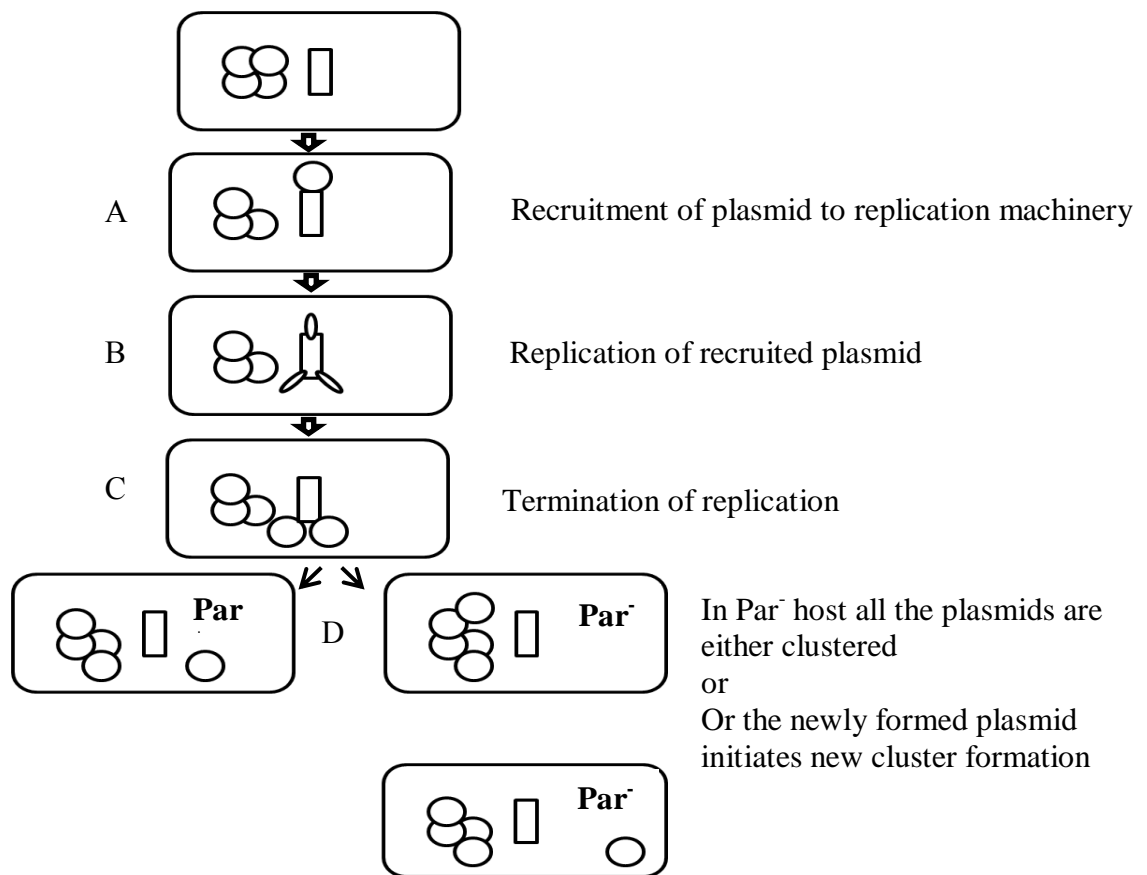 A
Recruitment of plasmid to replication machinery
B
Replication of recruited plasmid
C
Termination of replication
Par
D
Par⁻
In Par⁻ host all the plasmids are
either clustered
or
Or the newly formed plasmid
initiates new cluster formation
Par⁻